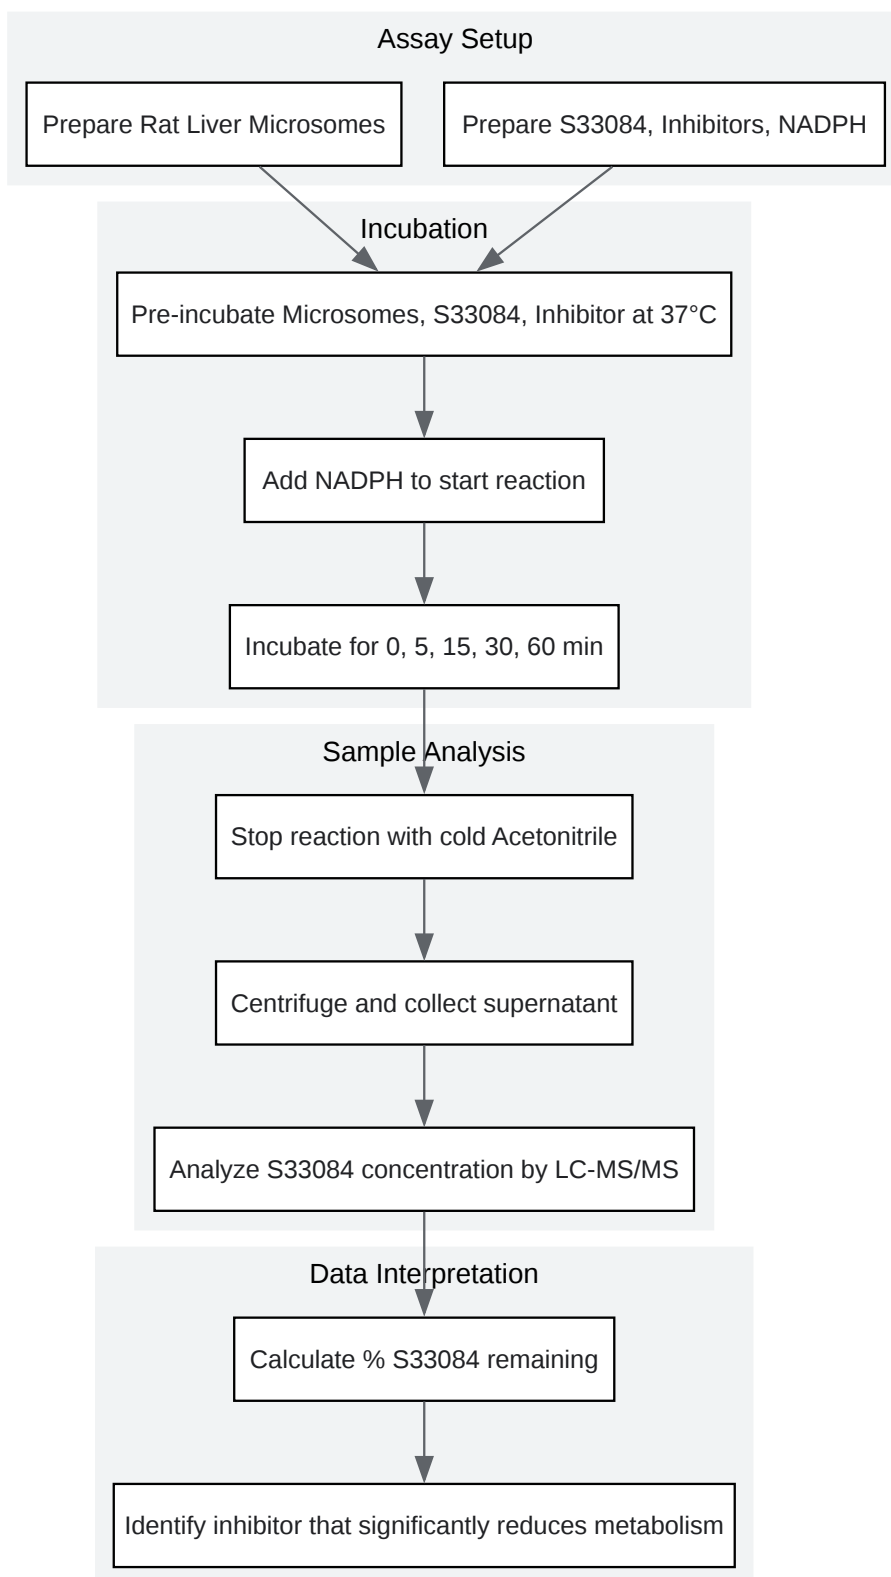 Assay Setup
Prepare Rat Liver Microsomes
Prepare S33084, Inhibitors, NADPH
Incubation
Pre-incubate Microsomes, S33084, Inhibitor at 37°C
Add NADPH to start reaction
Incubate for 0, 5, 15, 30, 60 min
Sample Analysis
Stop reaction with cold Acetonitrile
Centrifuge and collect supernatant
Analyze S33084 concentration by LC-MS/MS
Data Interpretation
Calculate % S33084 remaining
Identify inhibitor that significantly reduces metabolism